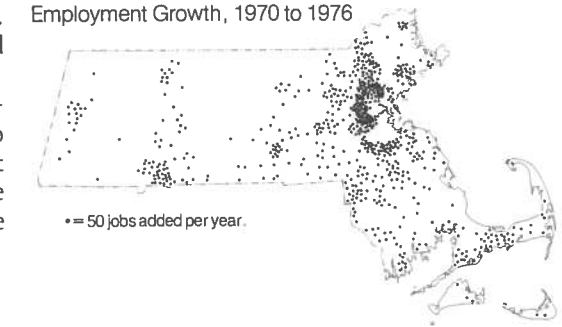 Employment Growth, 1970 to 1976
• = 50 jobs added per year.